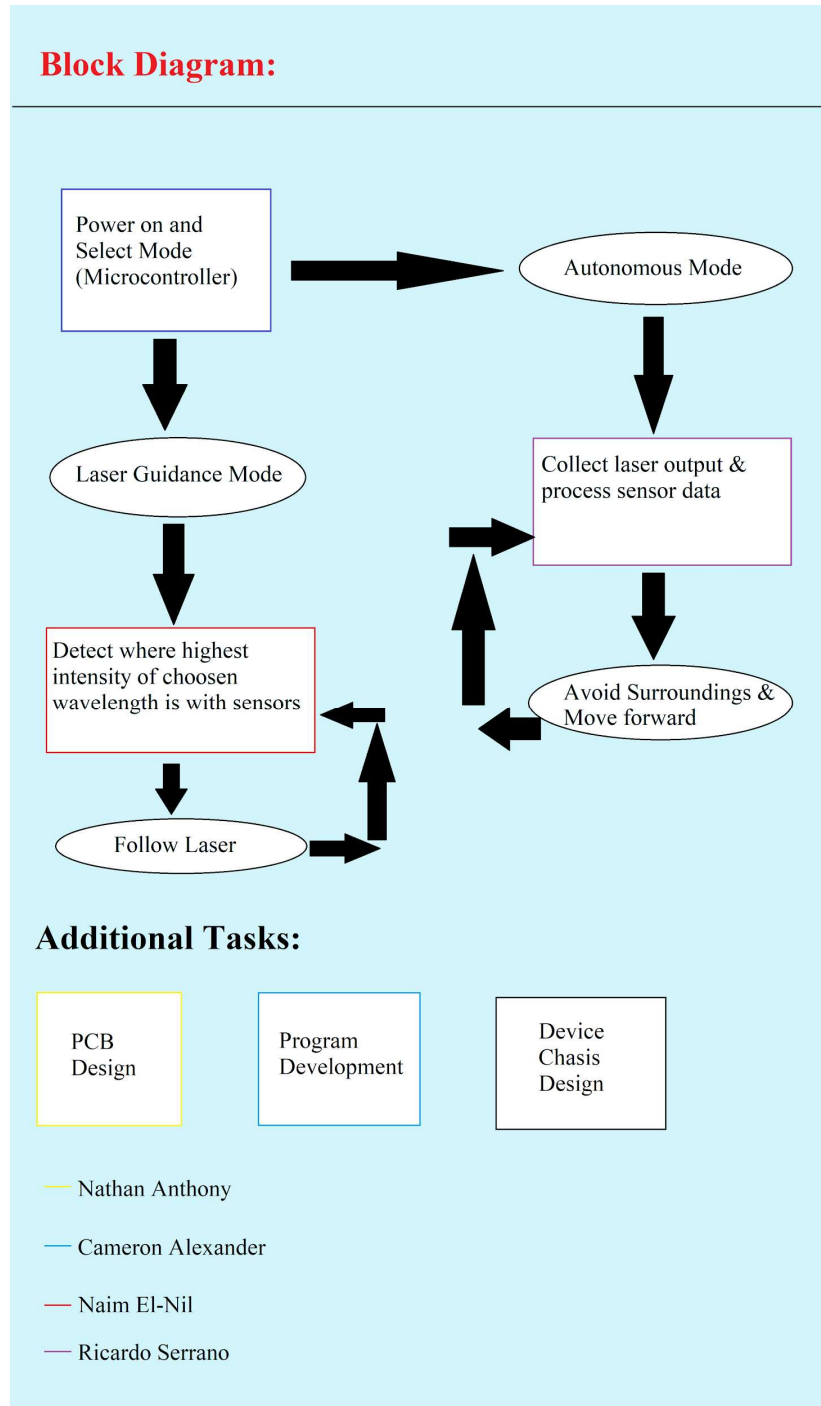 Block Diagram:
Power on and
Select Mode
(Microcontroller)
Autonomous Mode
Laser Guidance Mode
Collect laser output &
process sensor data
Detect where highest
intensity of choosen
wavelength is with sensors
Avoid Surroundings &
Move forward
Follow Laser
Additional Tasks:
PCB
Design
Program
Development
Device
Chasis
Design
Nathan Anthony
Cameron Alexander
Naim El-Nil
Ricardo Serrano